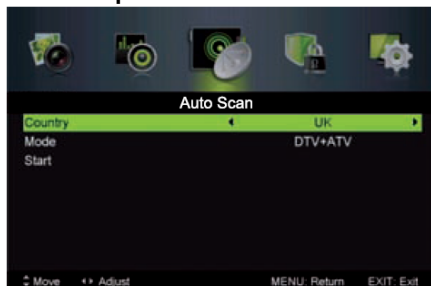 Auto Scan
Country UK
Mode DTV+ATV
Start
Move Adjust MENU: Return EXIT: Exit